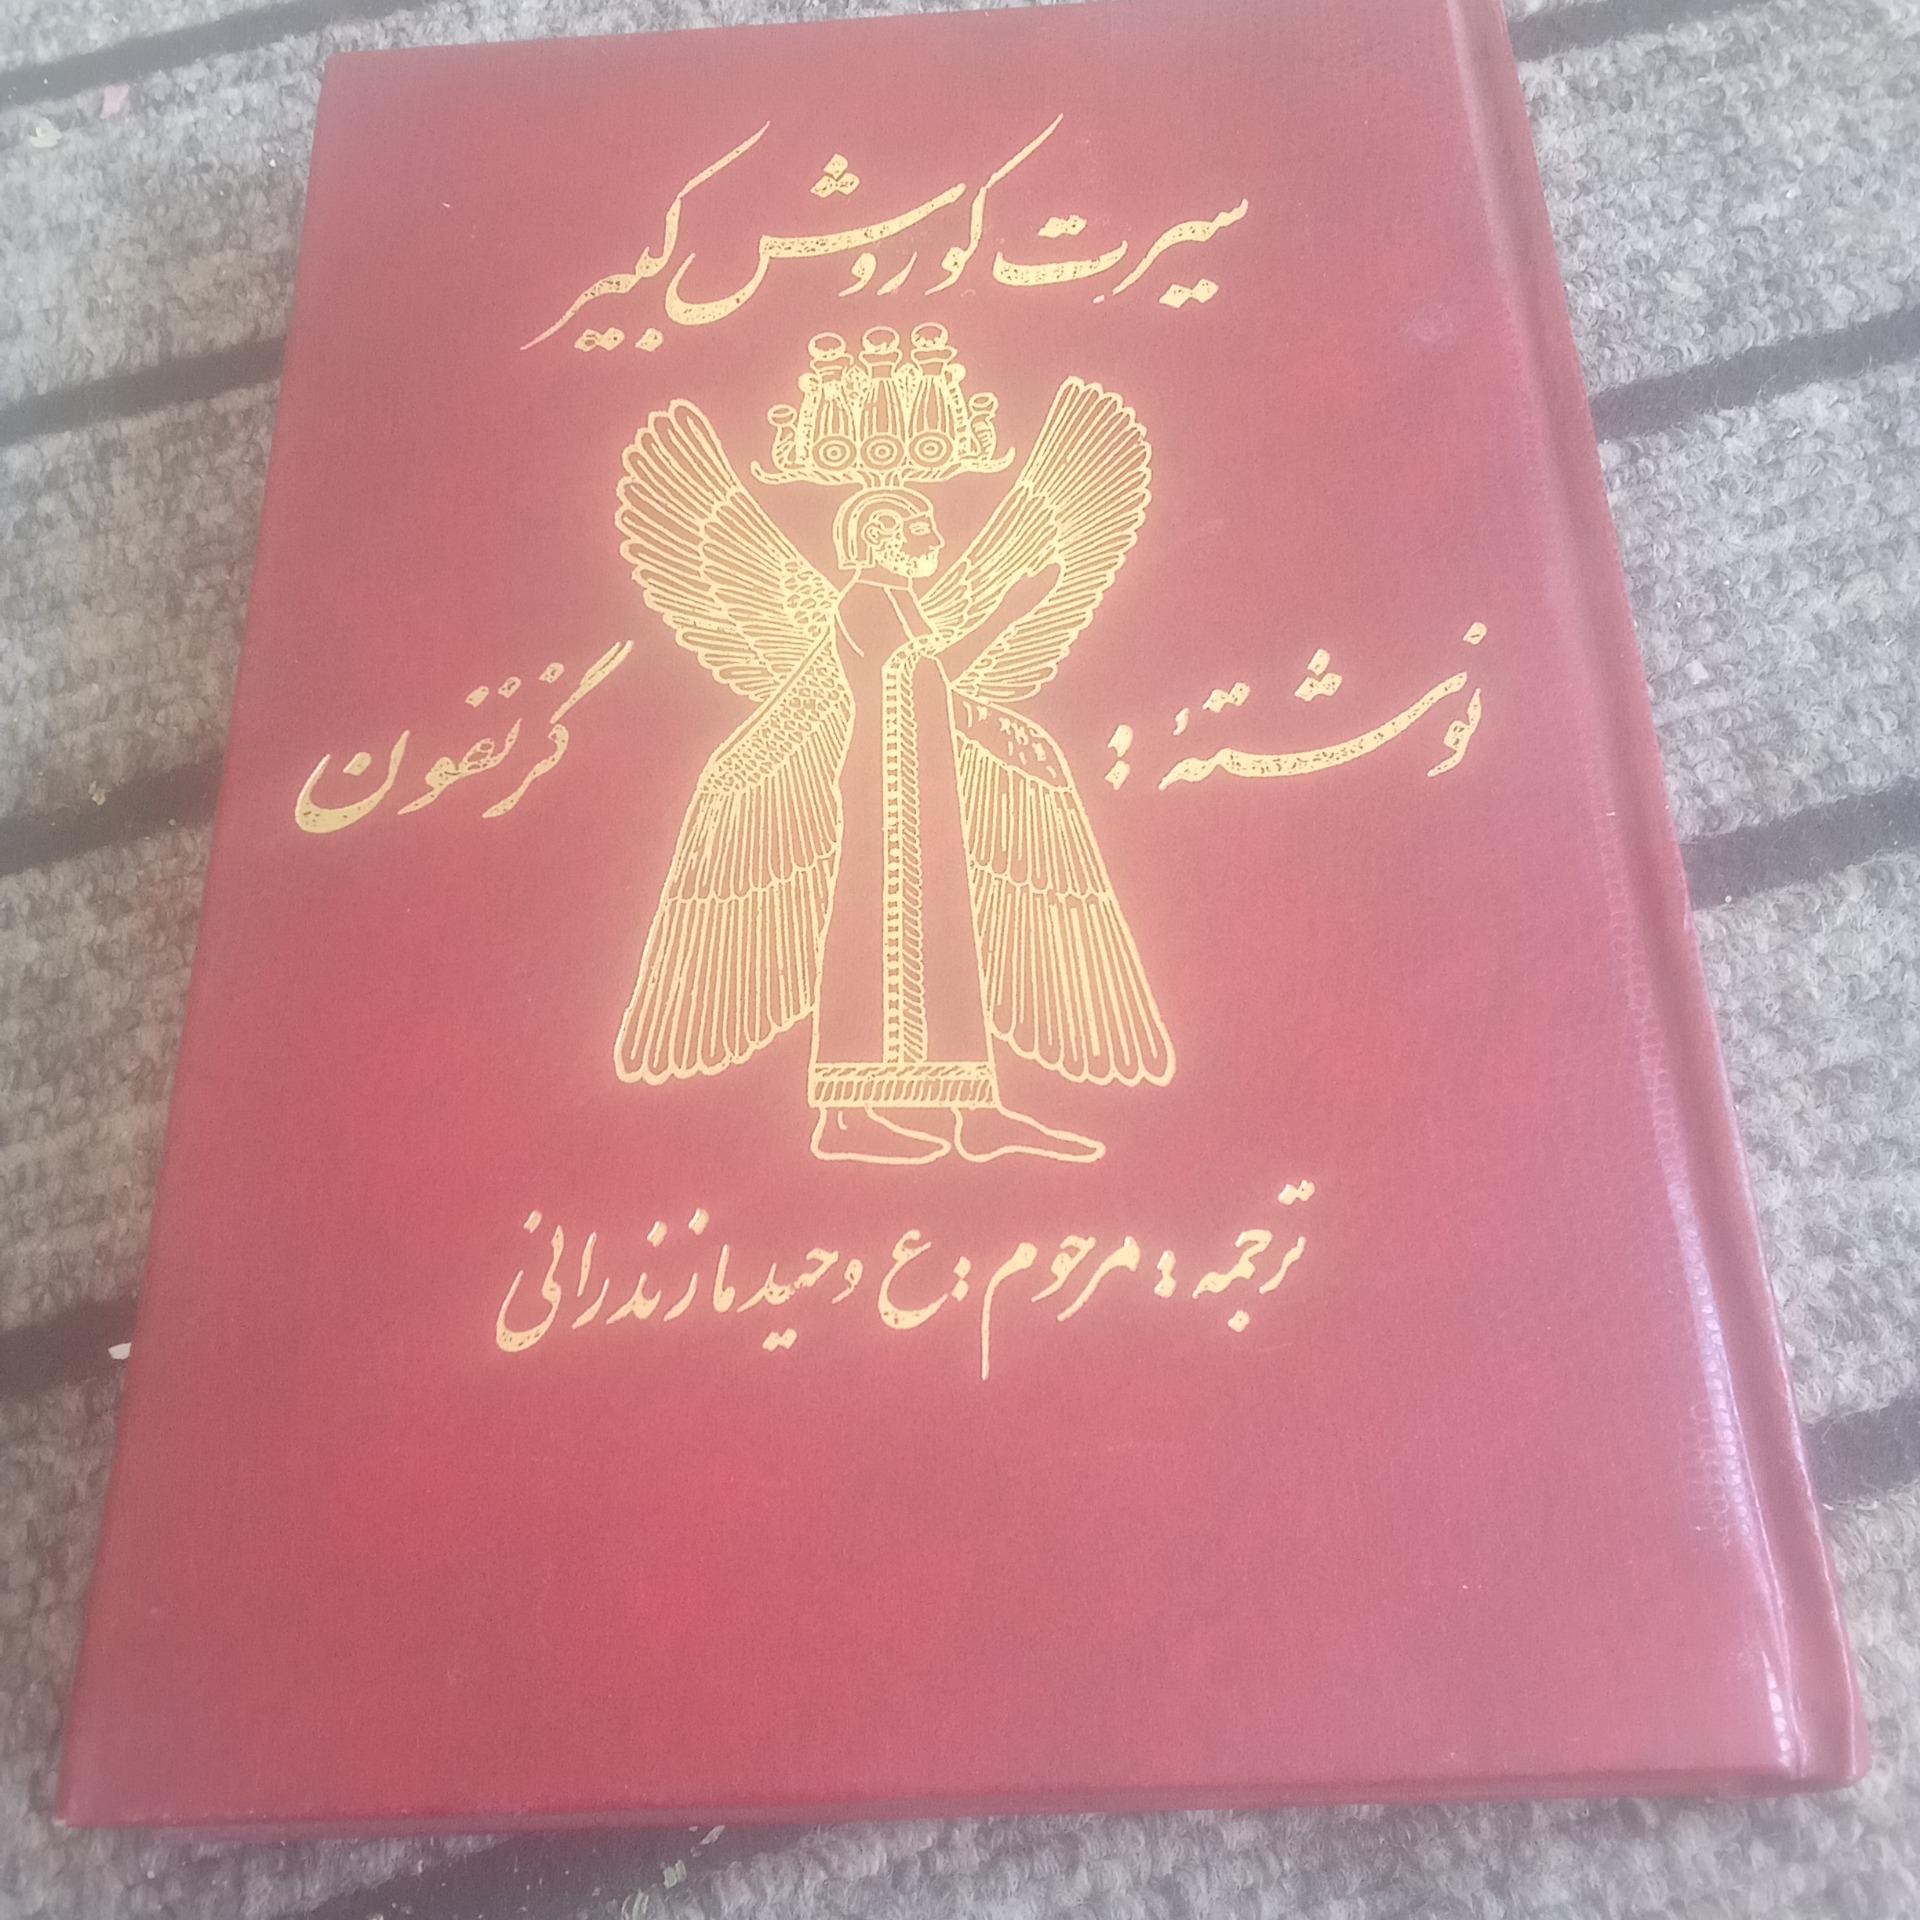 سیرت کوروش کبیر
نوشتهٔ : گزنفون
ترجمه : مرحوم : ع وحید مازندرانی